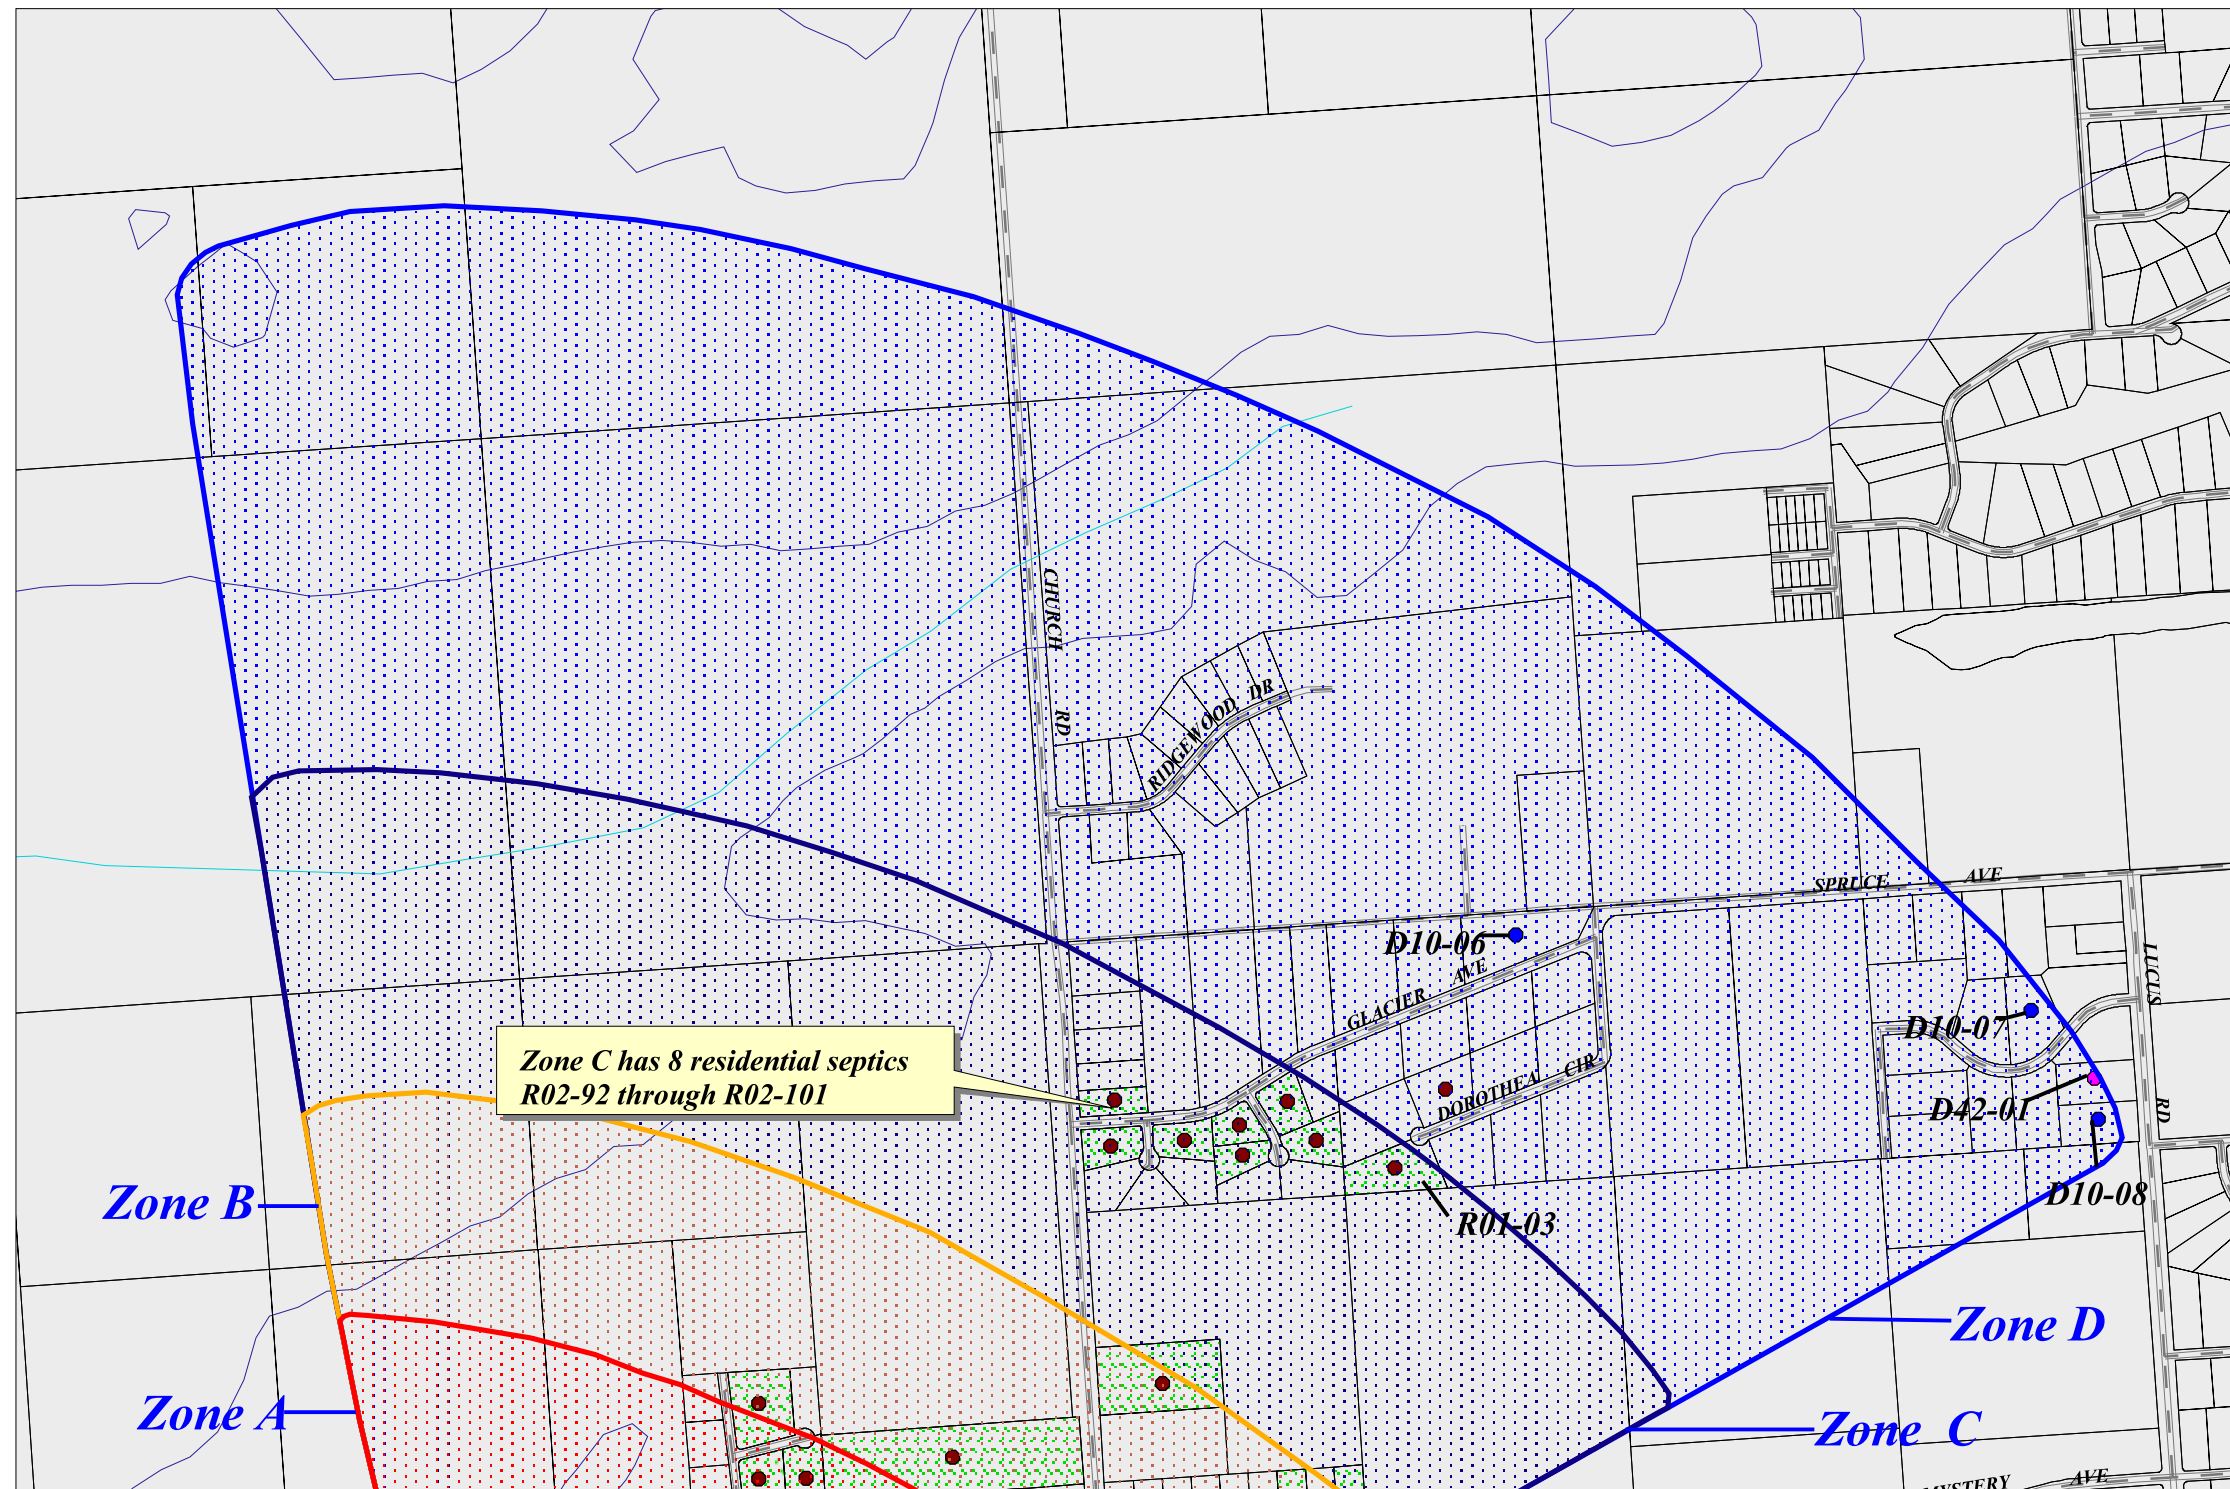 CHURCH
RD
RIDGEWOOD DR
SPRUCE AVE
D10-06
GLACIER AVE
LUCUS
D10-07
Zone C has 8 residential septics
R02-92 through R02-101
DOROTHEA CIR
D42-01
RD
Zone B
D10-08
R01-03
Zone D
Zone A
Zone C
MYSTERY AVE